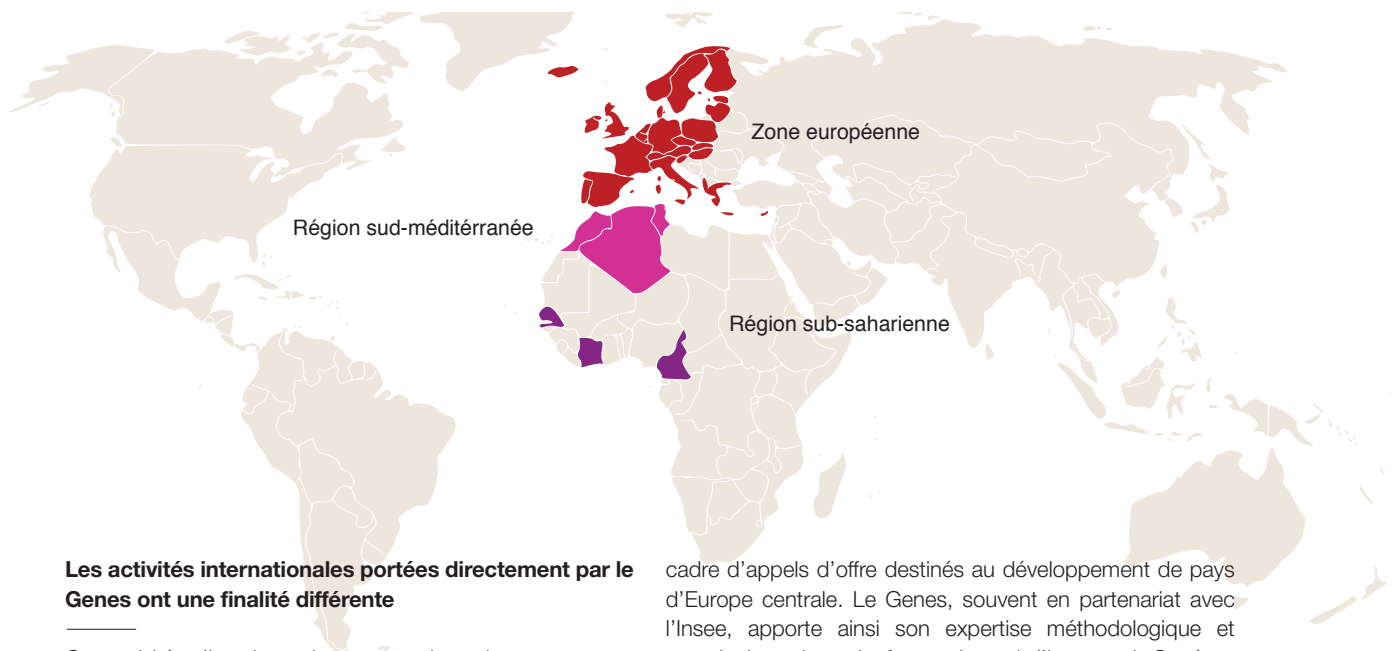 Zone européenne
Région sud-méditérranée
Région sub-saharienne
Les activités internationales portées directement par le
Genes ont une finalité différente
cadre d'appels d'offre destinés au développement de pays
d'Europe centrale. Le Genes, souvent en partenariat avec
l'Insee, apporte ainsi son expertise méthodologique et